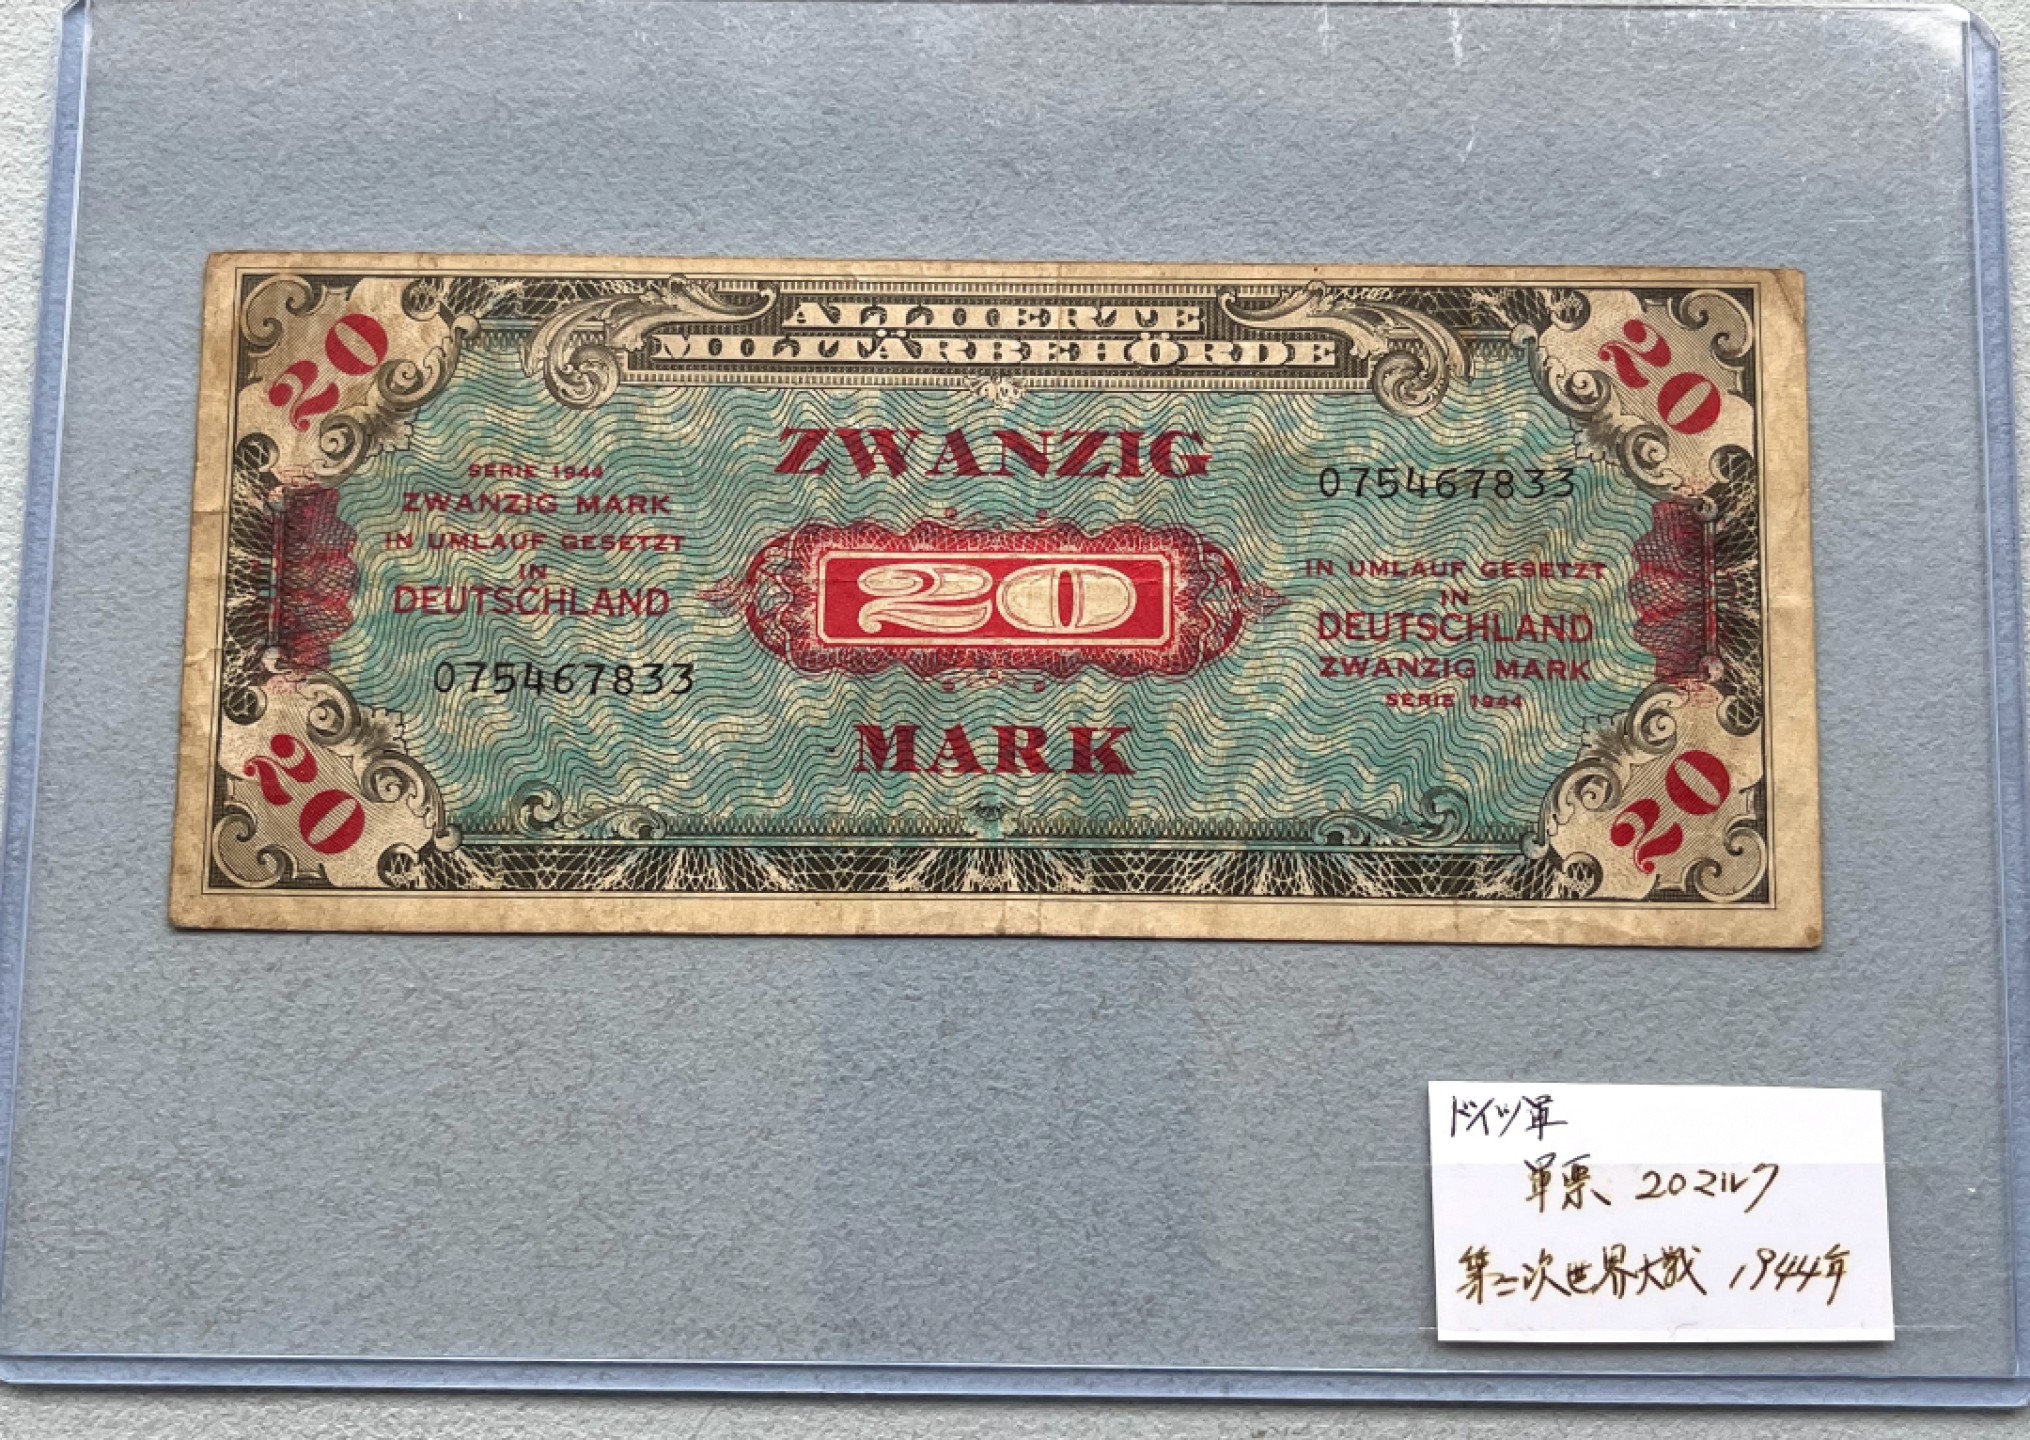 20
ALLIIERTE
MILITÄRBEHÖRDE
20
ZWANZIG
SERIE 1944
ZWANZIG MARK
IN UMLAUF GESETZT
IN
DEUTSCHLAND
075467833
20
075467833
IN UMLAUF GESETZT
IN
DEUTSCHLAND
ZWANZIG MARK
SERIE 1944
MARK
20
20
ドイツ軍
軍票 20マルク
第二次世界大戦 1944年